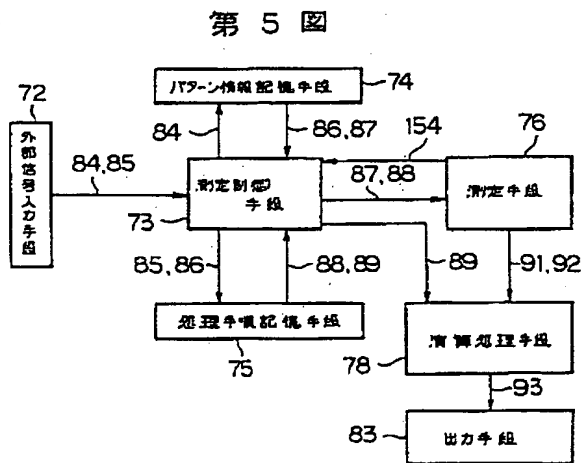 第 5 図
72
外部信号入力手段
84,85
パターン情報記憶手段
74
84
86,87
154
76
測定制御
手段
73
87,88
測定手段
85,86
88,89
89
91,92
処理手順記憶手段
75
演算処理手段
78
93
83
出力手段